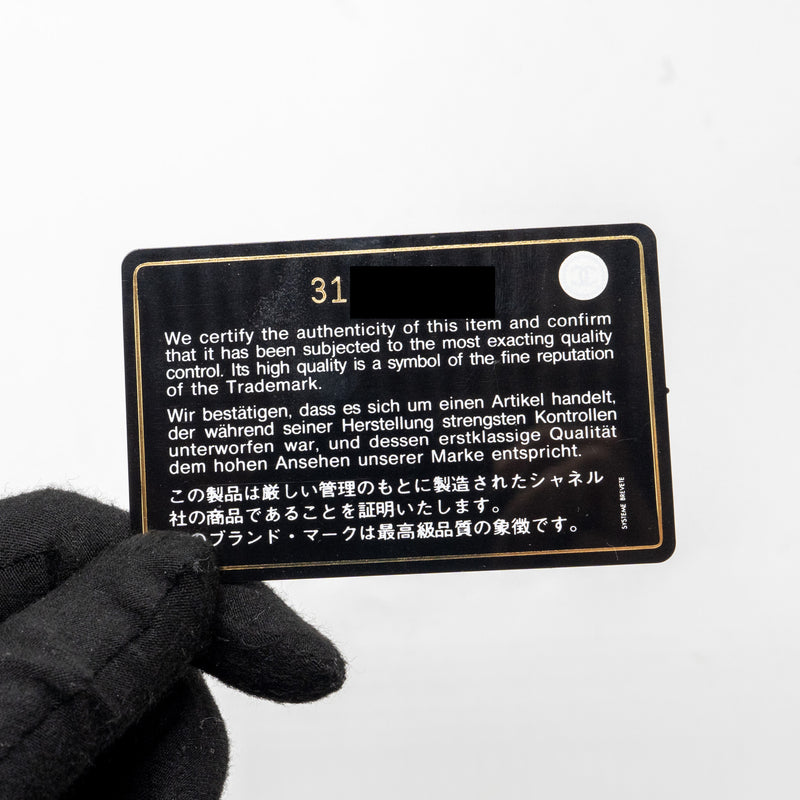 31
We certify the authenticity of this item and confirm
that it has been subjected to the most exacting quality
control. Its high quality is a symbol of the fine reputation
of the Trademark.
Wir bestätigen, dass es sich um einen Artikel handelt,
der während seiner Herstellung strengsten Kontrollen
unterworfen war, und dessen erstklassige Qualität
dem hohen Ansehen unserer Marke entspricht.
この製品は厳しい管理のもとに製造されたシャネル
社の商品であることを証明いたします。
のブランド・マークは最高級品質の象徴です。
SYSTEME BREVETE